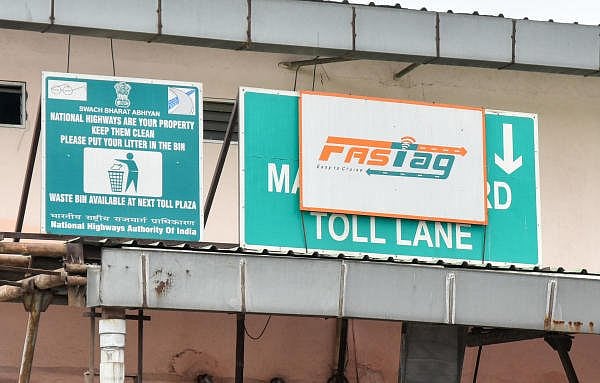 SWACH BHARAT ABHIYAN
NATIONAL HIGHWAYS ARE YOUR PROPERTY
KEEP THEM CLEAN
PLEASE PUT YOUR LITTER IN THE BIN
WASTE BIN AVAILABLE AT NEXT TOLL PLAZA
भारतीय राष्ट्रीय राजमार्ग प्राधिकरण
National Highways Authority Of India
FASTag
Easy to Cruise
MA RD
TOLL LANE